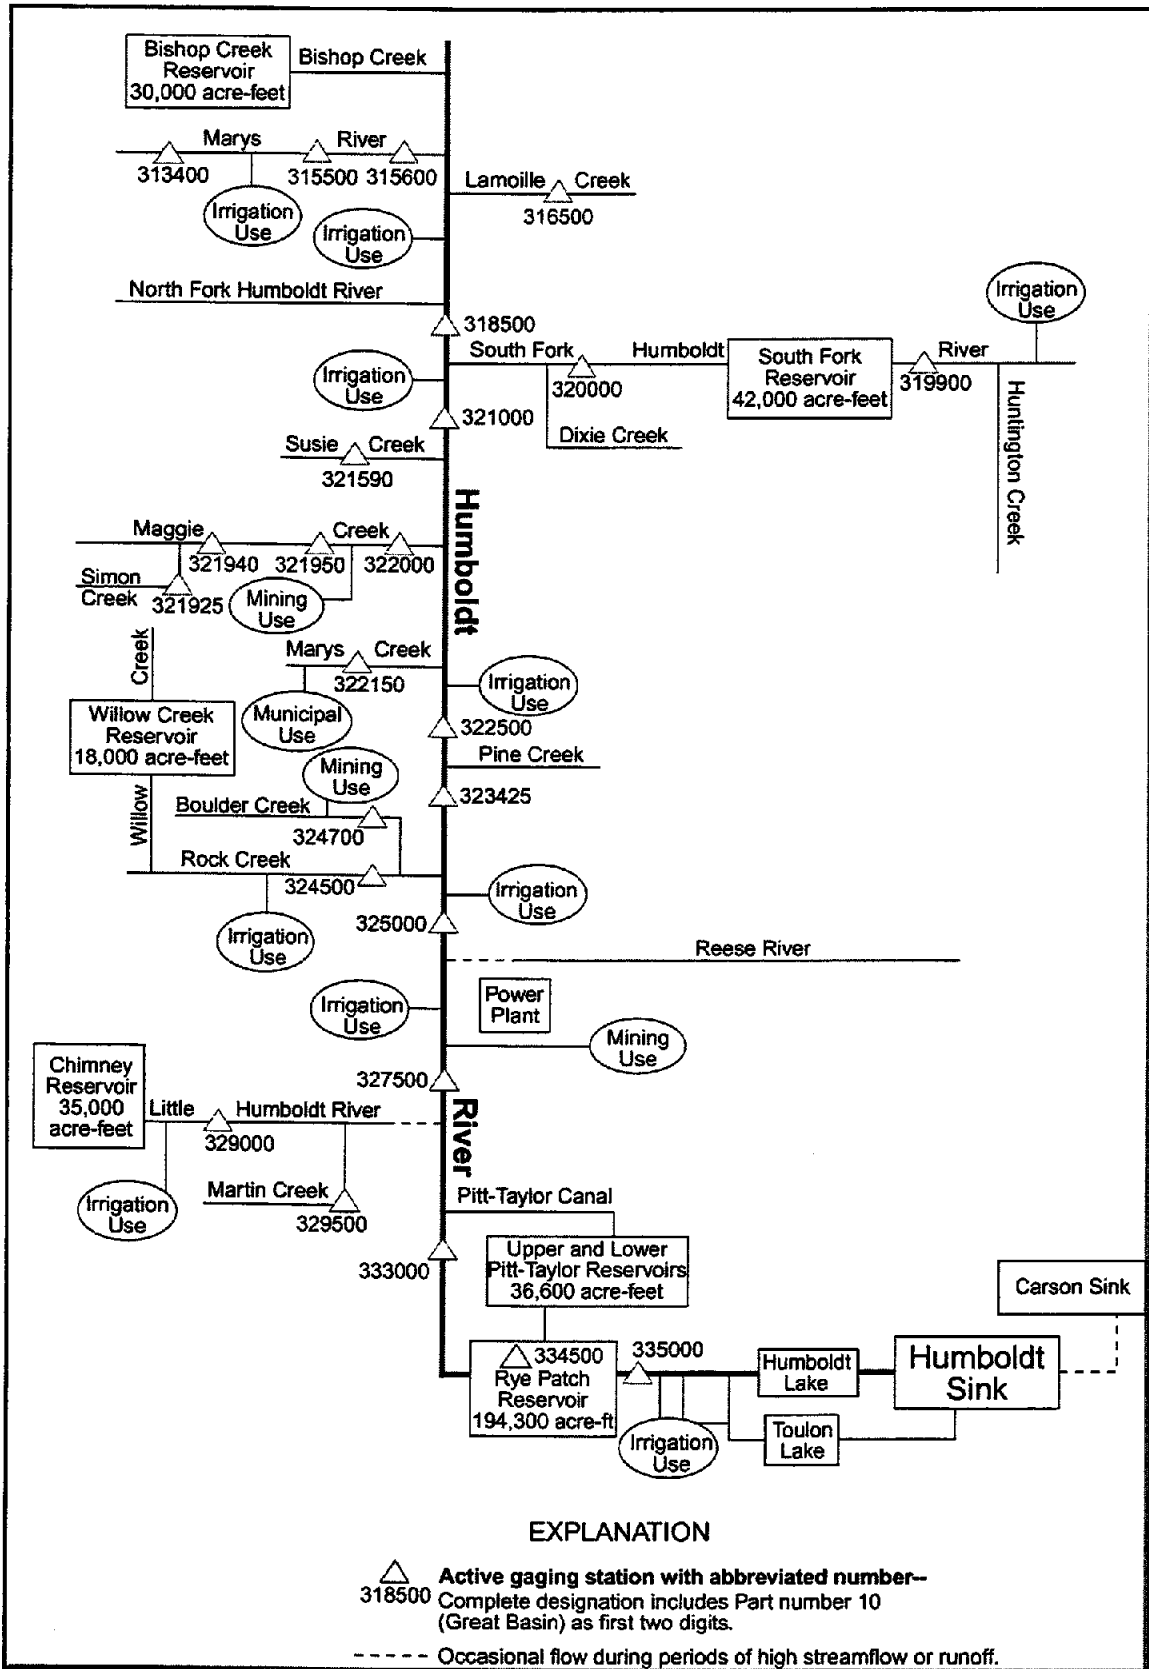 Bishop Creek
Reservoir
30,000 acre-feet
Bishop Creek
Marys River
313400
315500
315600
Irrigation
Use
Lamoille Creek
316500
Irrigation
Use
North Fork Humboldt River
318500
Irrigation
Use
South Fork Humboldt River
320000
South Fork
Reservoir
42,000 acre-feet
319900
Irrigation
Use
Huntington Creek
Dixie Creek
321000
Susie Creek
321590
Humboldt
Maggie Creek
321940
321950
322000
Simon
Creek
321925
Mining
Use
Marys Creek
322150
Municipal
Use
Irrigation
Use
322500
Creek
Willow Creek
Reservoir
18,000 acre-feet
Willow
Pine Creek
323425
Mining
Use
Boulder Creek
324700
Rock Creek
324500
Irrigation
Use
Irrigation
Use
325000
Reese River
Irrigation
Use
Power
Plant
Mining
Use
327500
River
Chimney
Reservoir
35,000
acre-feet
Little Humboldt River
329000
Irrigation
Use
Martin Creek
329500
Pitt-Taylor Canal
333000
Upper and Lower
Pitt-Taylor Reservoirs
36,600 acre-feet
Carson Sink
334500
Rye Patch
Reservoir
194,300 acre-ft
335000
Irrigation
Use
Humboldt
Lake
Toulon
Lake
Humboldt
Sink
EXPLANATION
318500
Active gaging station with abbreviated number--
Complete designation includes Part number 10
(Great Basin) as first two digits.
Occasional flow during periods of high streamflow or runoff.